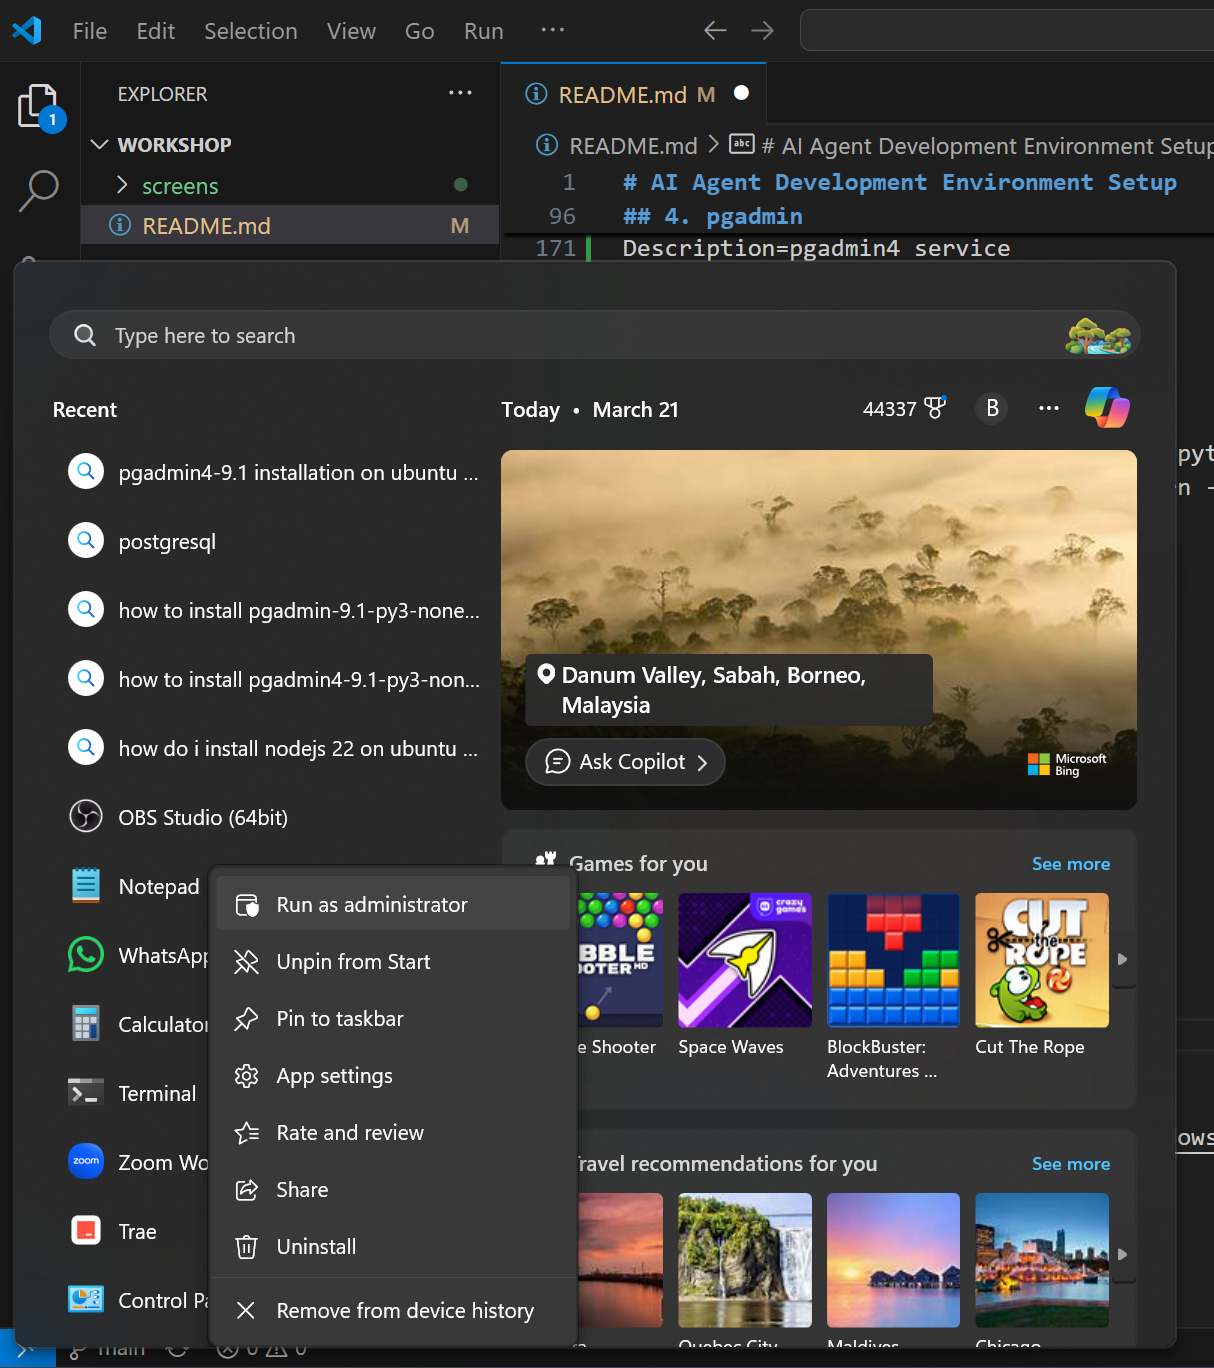 File Edit Selection View Go Run ···
EXPLORER ···
1
WORKSHOP
screens
README.md M
README.md M
README.md > # AI Agent Development Environment Setup
1 # AI Agent Development Environment Setup
96 ## 4. pgadmin
171 Description=pgadmin4 service
Type here to search
Recent
pgadmin4-9.1 installation on ubuntu ...
postgresql
how to install pgadmin-9.1-py3-none...
how to install pgadmin4-9.1-py3-non...
how do i install nodejs 22 on ubuntu ...
OBS Studio (64bit)
Notepad
WhatsApp
Calculator
Terminal
zoom
Zoom Wo
Trae
Control Pa
Run as administrator
Unpin from Start
Pin to taskbar
App settings
Rate and review
Share
Uninstall
Remove from device history
Today • March 21
44337
B
···
Danum Valley, Sabah, Borneo,
Malaysia
Ask Copilot
Microsoft
Bing
Games for you
See more
BBLE
OOTER HD
crazy
games
CUT
the
ROPE
e Shooter
Space Waves
BlockBuster:
Adventures ...
Cut The Rope
Travel recommendations for you
See more
Quebec City
Maldives
Chicago
pyt
n -
ows
main
0 0